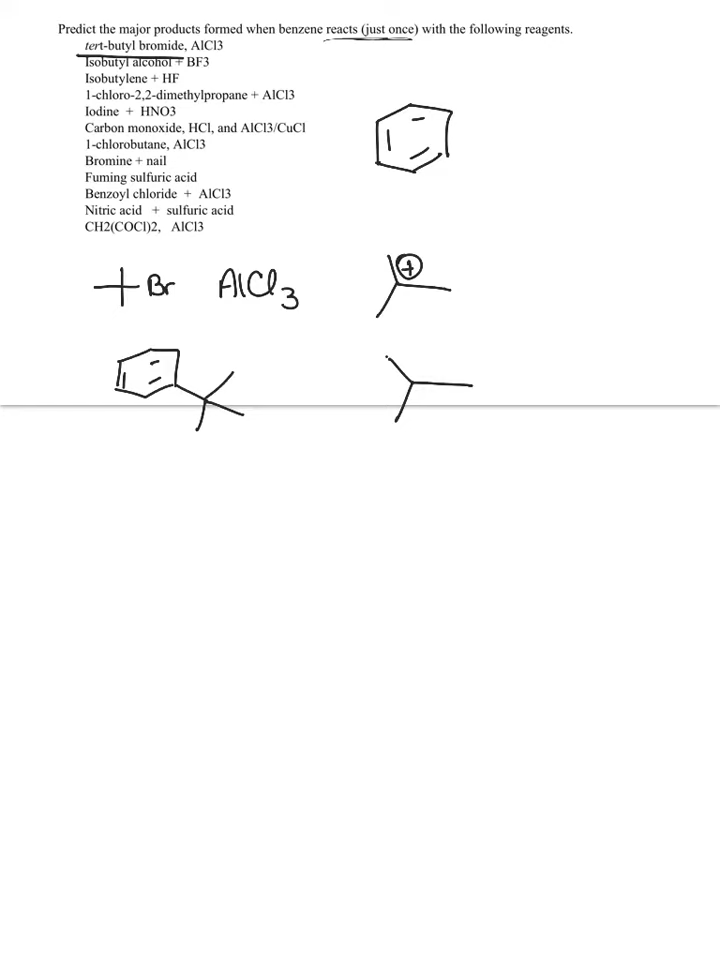 Predict the major products formed when benzene reacts (just once) with the following reagents.
tert-butyl bromide, AlCl3
Isobutyl alcohol + BF3
Isobutylene + HF
1-chloro-2,2-dimethylpropane + AlCl3
Iodine + HNO3
Carbon monoxide, HCl, and AlCl3/CuCl
1-chlorobutane, AlCl3
Bromine + nail
Fuming sulfuric acid
Benzoyl chloride + AlCl3
Nitric acid + sulfuric acid
CH2(COCl)2, AlCl3
Br AlCl3 +